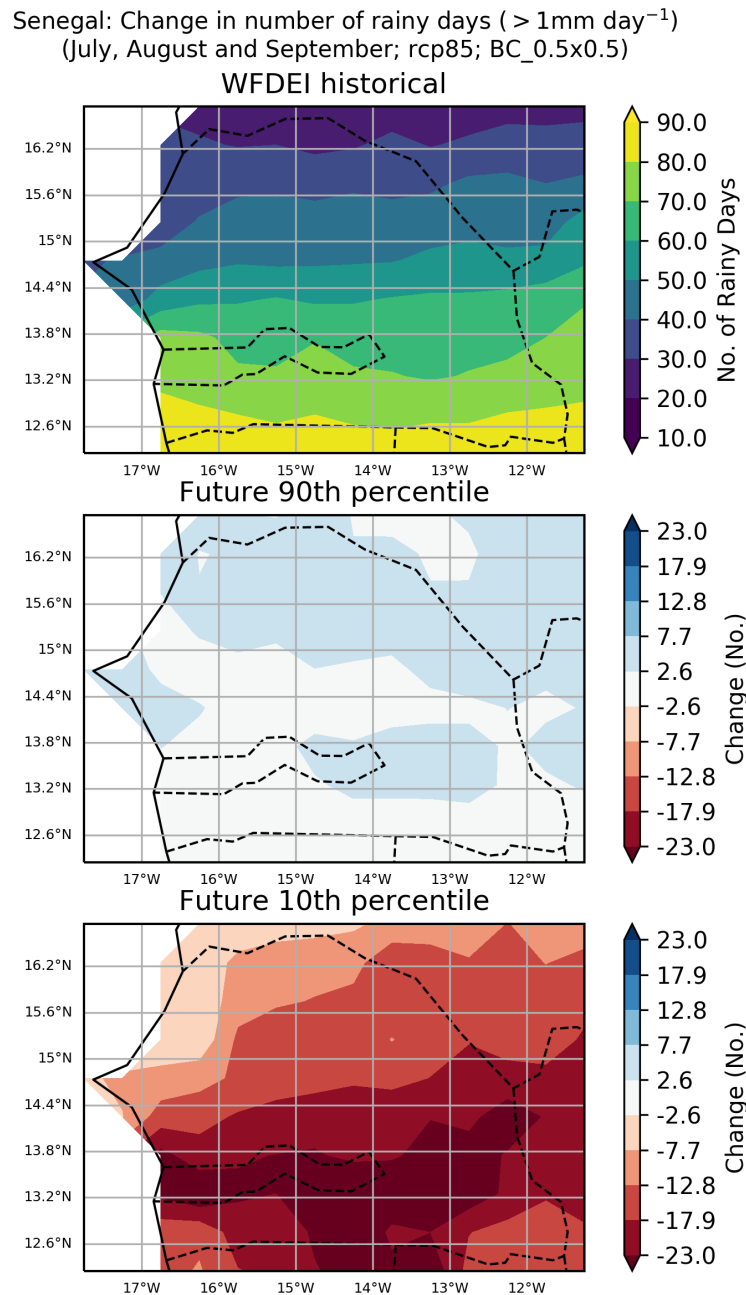 Senegal: Change in number of rainy days (>1mm day⁻¹)
(July, August and September; rcp85; BC_0.5x0.5)
WFDEI historical
16.2°N
15.6°N
15°N
14.4°N
13.8°N
13.2°N
12.6°N
17°W 16°W 15°W 14°W 13°W 12°W
90.0
80.0
70.0
60.0
50.0
40.0
30.0
20.0
10.0
No. of Rainy Days
Future 90th percentile
16.2°N
15.6°N
15°N
14.4°N
13.8°N
13.2°N
12.6°N
17°W 16°W 15°W 14°W 13°W 12°W
23.0
17.9
12.8
7.7
2.6
-2.6
-7.7
-12.8
-17.9
-23.0
Change (No.)
Future 10th percentile
16.2°N
15.6°N
15°N
14.4°N
13.8°N
13.2°N
12.6°N
17°W 16°W 15°W 14°W 13°W 12°W
23.0
17.9
12.8
7.7
2.6
-2.6
-7.7
-12.8
-17.9
-23.0
Change (No.)